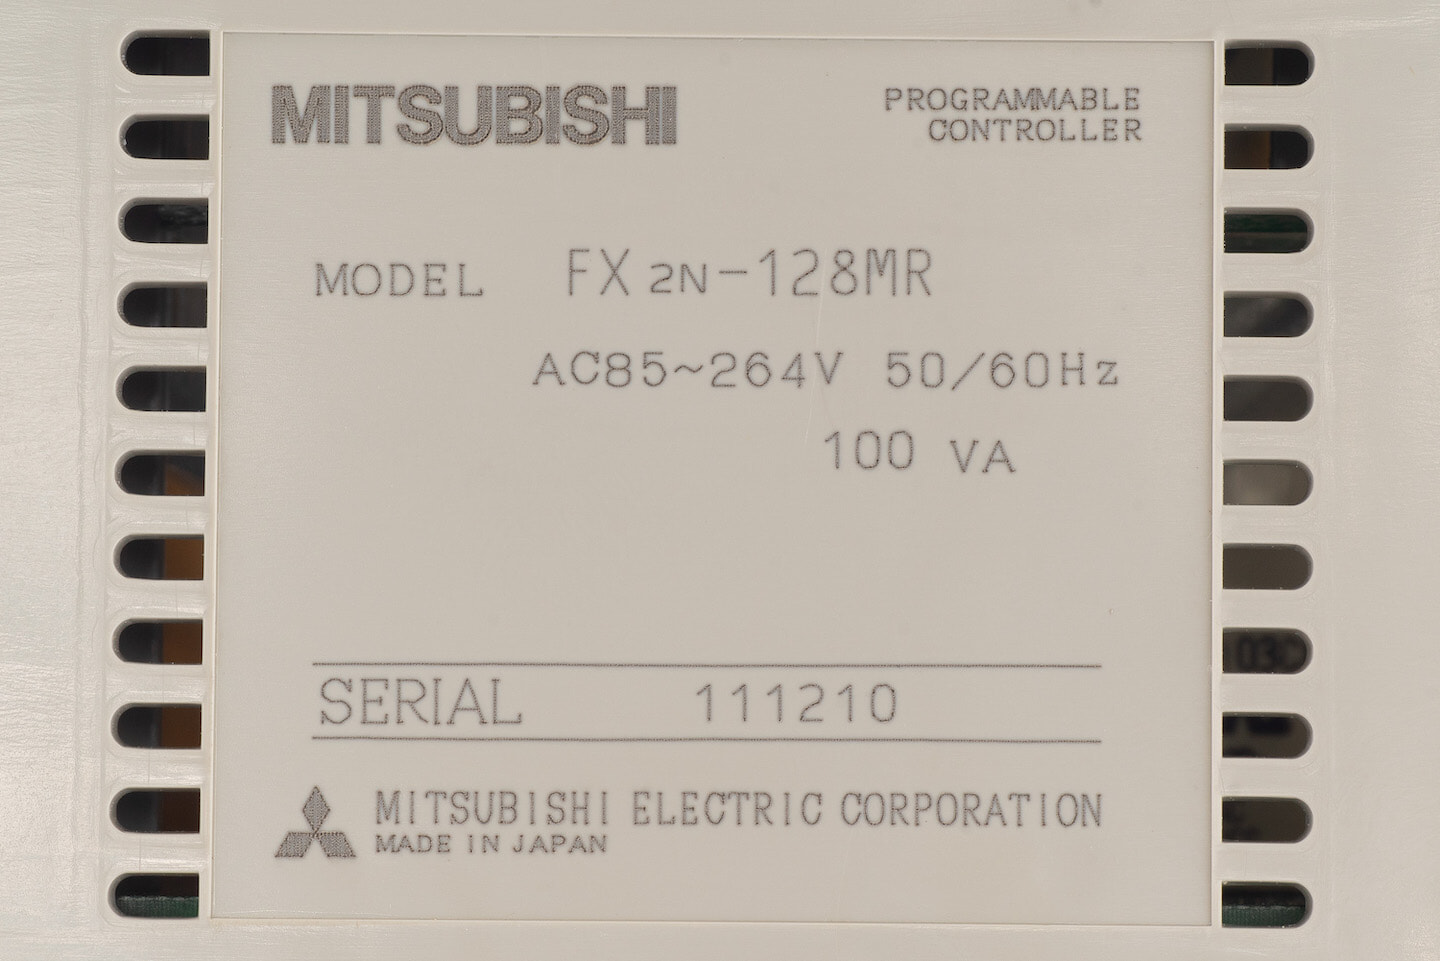 MITSUBISHI
PROGRAMMABLE
CONTROLLER
MODEL FX2N-128MR
AC85~264V 50/60Hz
100 VA
SERIAL 111210
MITSUBISHI ELECTRIC CORPORATION
MADE IN JAPAN